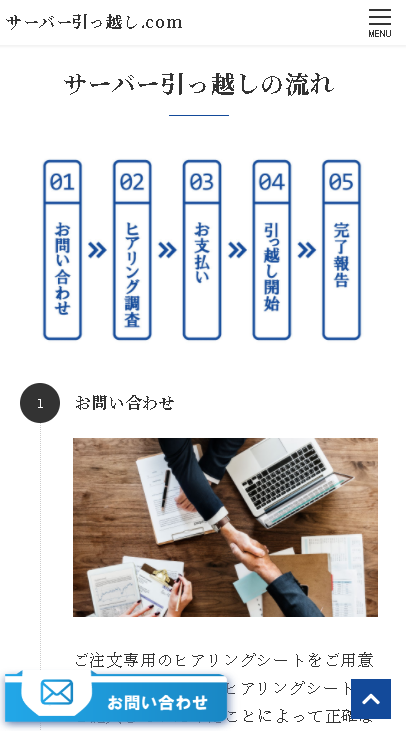 サーバー引っ越し.com
MENU
サーバー引っ越しの流れ
01
お問い合わせ
02
ヒアリング調査
03
お支払い
04
引っ越し開始
05
完了報告
1
お問い合わせ
ご注文専用のヒアリングシートをご用意
ヒアリングシート
ことによって正確な
お問い合わせ